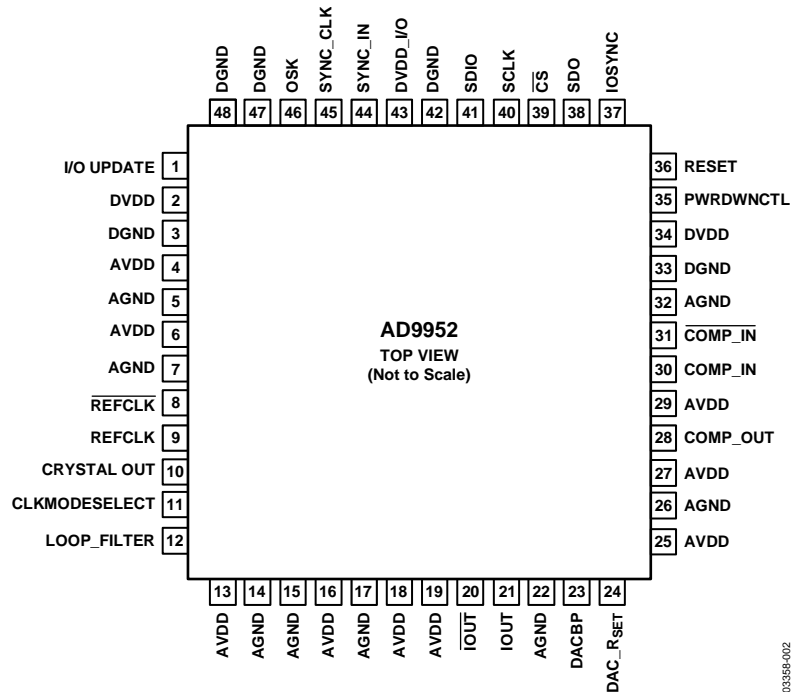 DGND
DGND
OSK
SYNC_CLK
SYNC_IN
DVDD_I/O
DGND
SDIO
SCLK
C̅S̅
SDO
IOSYNC
48 47 46 45 44 43 42 41 40 39 38 37
I/O UPDATE 1
DVDD 2
DGND 3
AVDD 4
AGND 5
AVDD 6
AGND 7
R̅E̅F̅C̅L̅K̅ 8
REFCLK 9
CRYSTAL OUT 10
CLKMODESELECT 11
LOOP_FILTER 12
AD9952
TOP VIEW
(Not to Scale)
36 RESET
35 PWRDWNCTL
34 DVDD
33 DGND
32 AGND
31 C̅O̅M̅P̅_̅I̅N̅
30 COMP_IN
29 AVDD
28 COMP_OUT
27 AVDD
26 AGND
25 AVDD
13 14 15 16 17 18 19 20 21 22 23 24
AVDD
AGND
AGND
AVDD
AGND
AVDD
AVDD
I̅O̅U̅T̅
IOUT
AGND
DACBP
DAC_RSET
03358-002